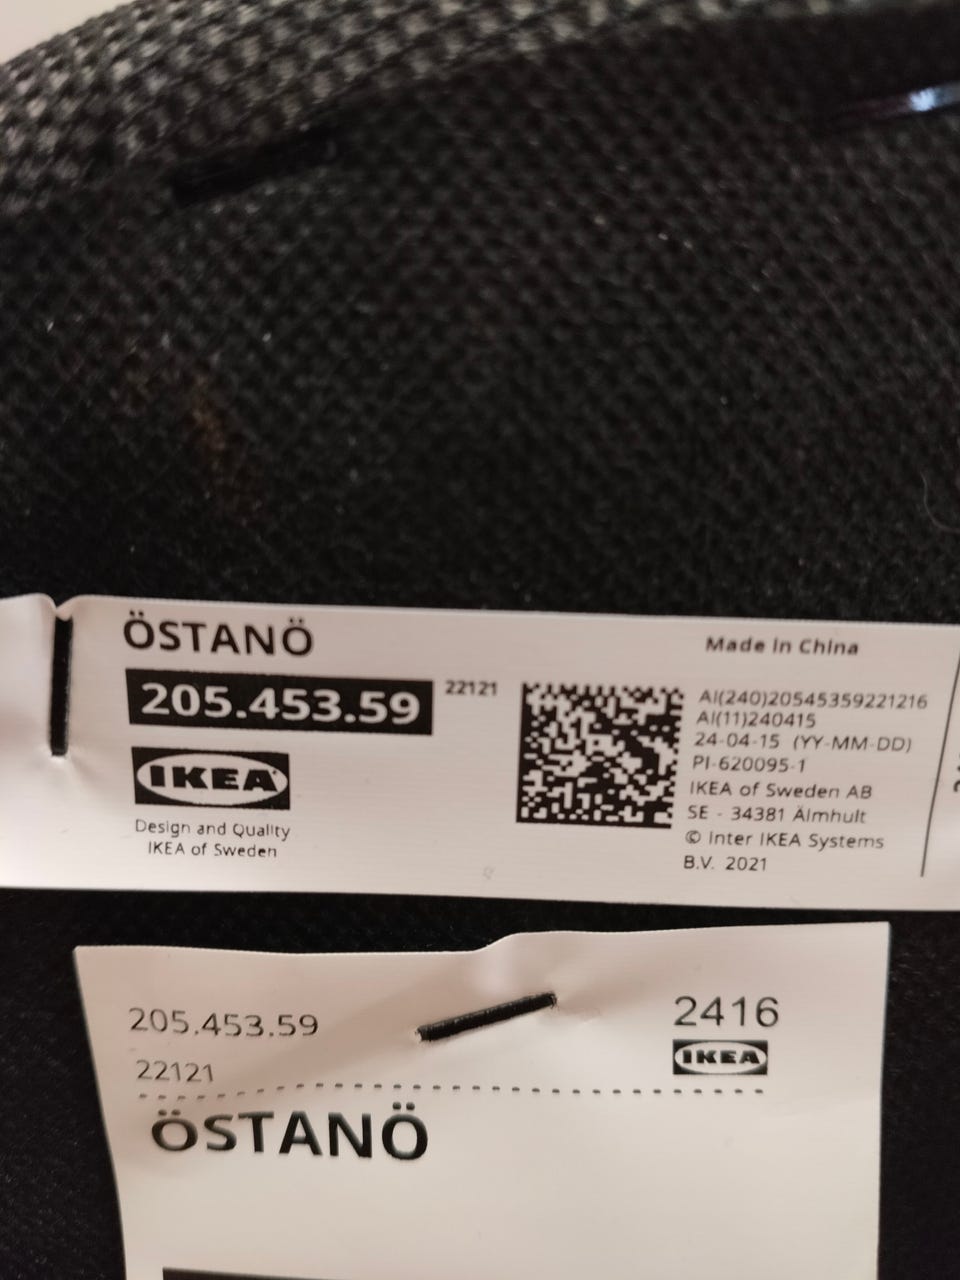 ÖSTANÖ
205.453.59
22121
IKEA
Design and Quality
IKEA of Sweden
Made in China
AI(240)20545359221216
AI(11)240415
24-04-15 (YY-MM-DD)
PI-620095-1
IKEA of Sweden AB
SE - 34381 Älmhult
© Inter IKEA Systems
B.V. 2021
205.453.59
22121
2416
IKEA
ÖSTANÖ